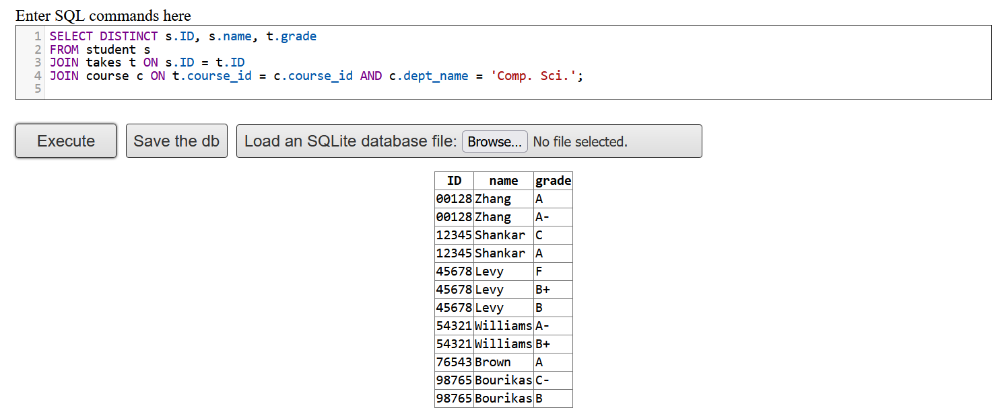 Enter SQL commands here
1 SELECT DISTINCT s.ID, s.name, t.grade
2 FROM student s
3 JOIN takes t ON s.ID = t.ID
4 JOIN course c ON t.course_id = c.course_id AND c.dept_name = 'Comp. Sci.';
5
Execute Save the db Load an SQLite database file: Browse... No file selected.
ID name grade
00128 Zhang A
00128 Zhang A-
12345 Shankar C
12345 Shankar A
45678 Levy F
45678 Levy B+
45678 Levy B
54321 Williams A-
54321 Williams B+
76543 Brown A
98765 Bourikas C-
98765 Bourikas B